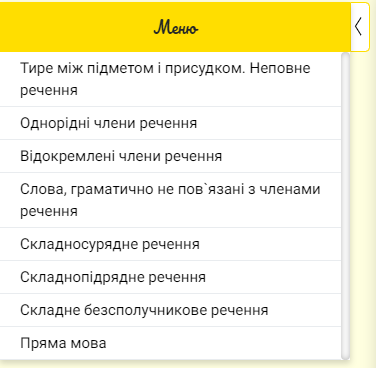 Меню
Тире між підметом і присудком. Неповне
речення
Однорідні члени речення
Відокремлені члени речення
Слова, граматично не пов`язані з членами
речення
Складносурядне речення
Складнопідрядне речення
Складне безсполучникове речення
Пряма мова